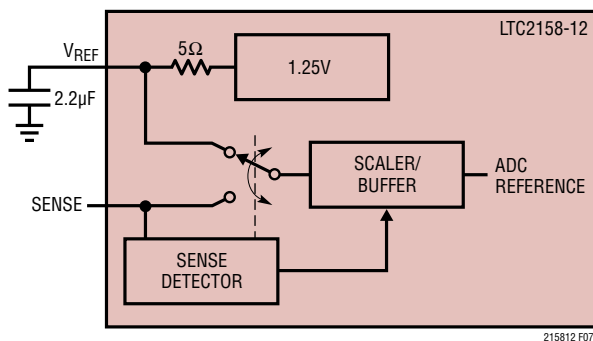 LTC2158-12
VREF
5Ω
1.25V
2.2µF
SCALER/
BUFFER
ADC
REFERENCE
SENSE
SENSE
DETECTOR
215812 F07